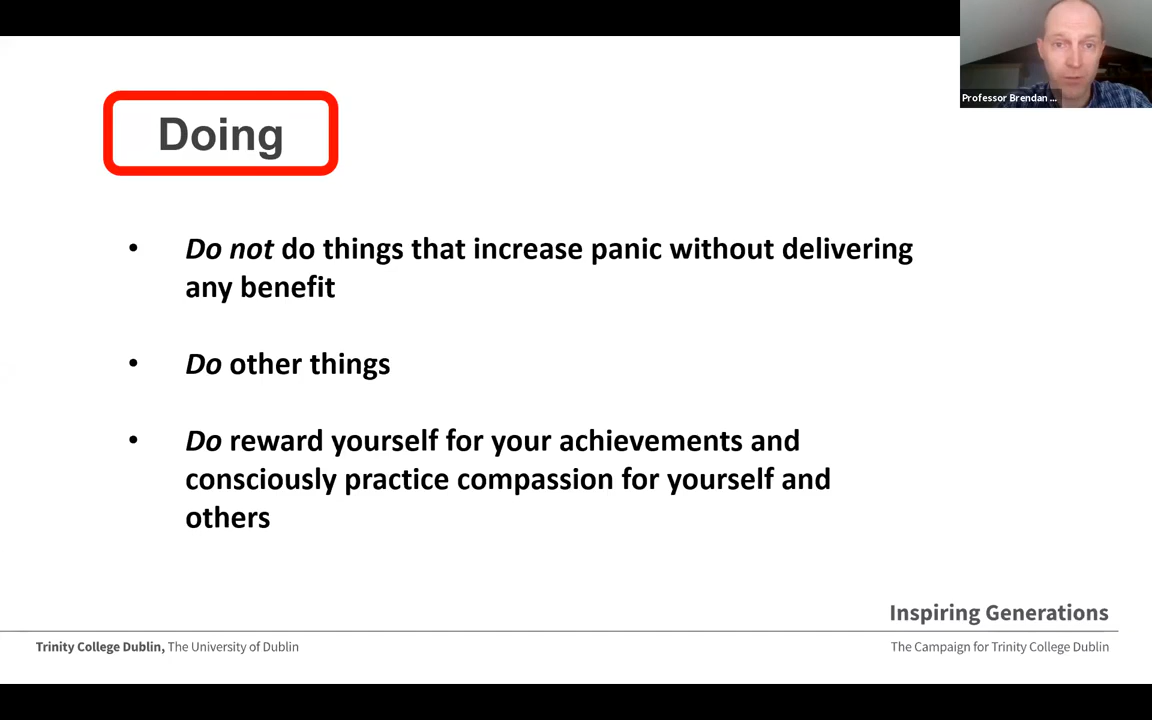 Professor Brendan ...
Doing
• Do not do things that increase panic without delivering
any benefit
• Do other things
• Do reward yourself for your achievements and
consciously practice compassion for yourself and
others
Inspiring Generations
Trinity College Dublin, The University of Dublin
The Campaign for Trinity College Dublin